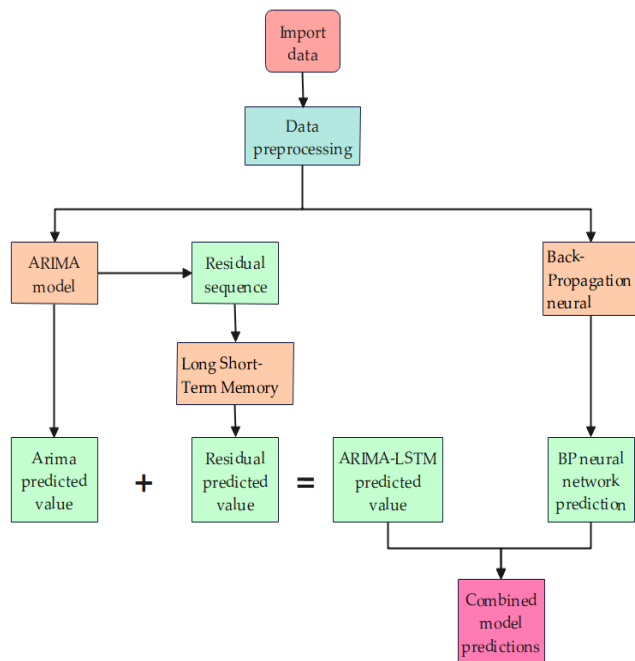 Import
data
Data
preprocessing
ARIMA
model
Residual
sequence
Back-
Propagation
neural
Long Short-
Term Memory
Arima
predicted
value
+
Residual
predicted
value
=
ARIMA-LSTM
predicted
value
BP neural
network
prediction
Combined
model
predictions